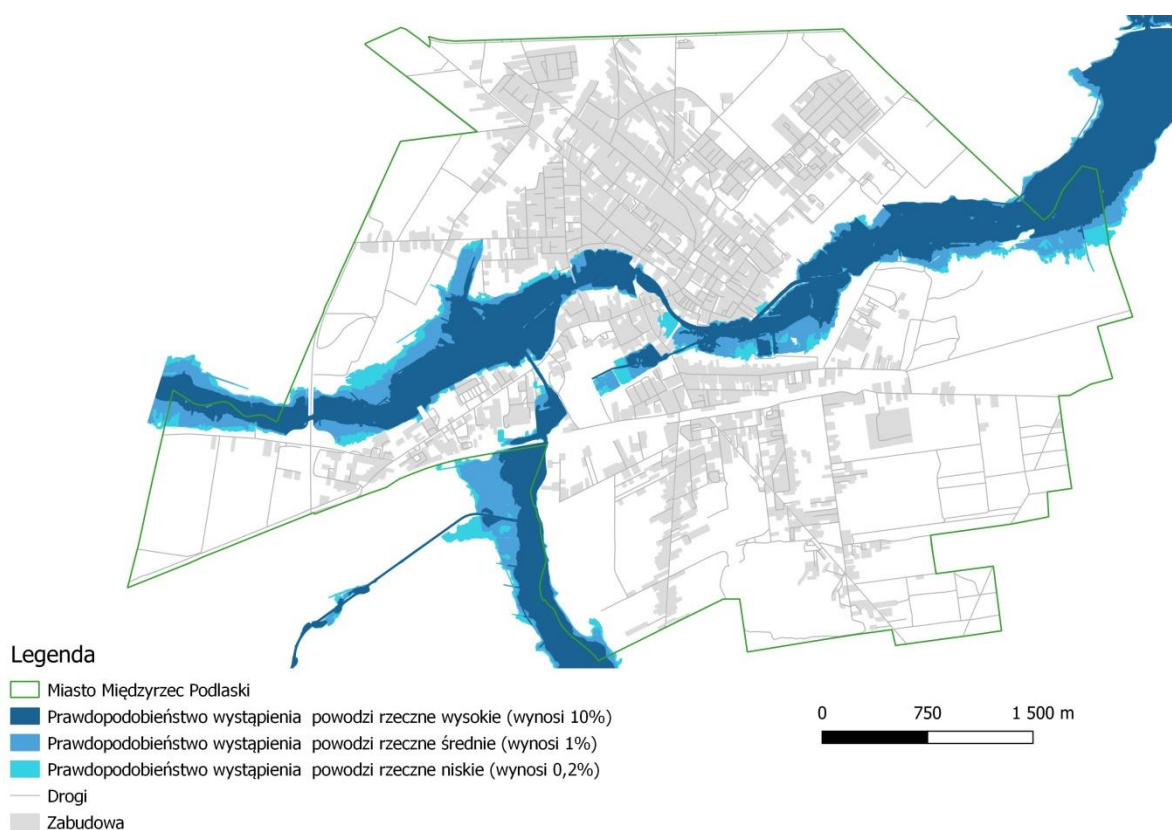 Legenda
Miasto Międzyrzec Podlaski
Prawdopodobieństwo wystąpienia powodzi rzeczne wysokie (wynosi 10%)
Prawdopodobieństwo wystąpienia powodzi rzeczne średnie (wynosi 1%)
Prawdopodobieństwo wystąpienia powodzi rzeczne niskie (wynosi 0,2%)
Drogi
Zabudowa
0 750 1 500 m